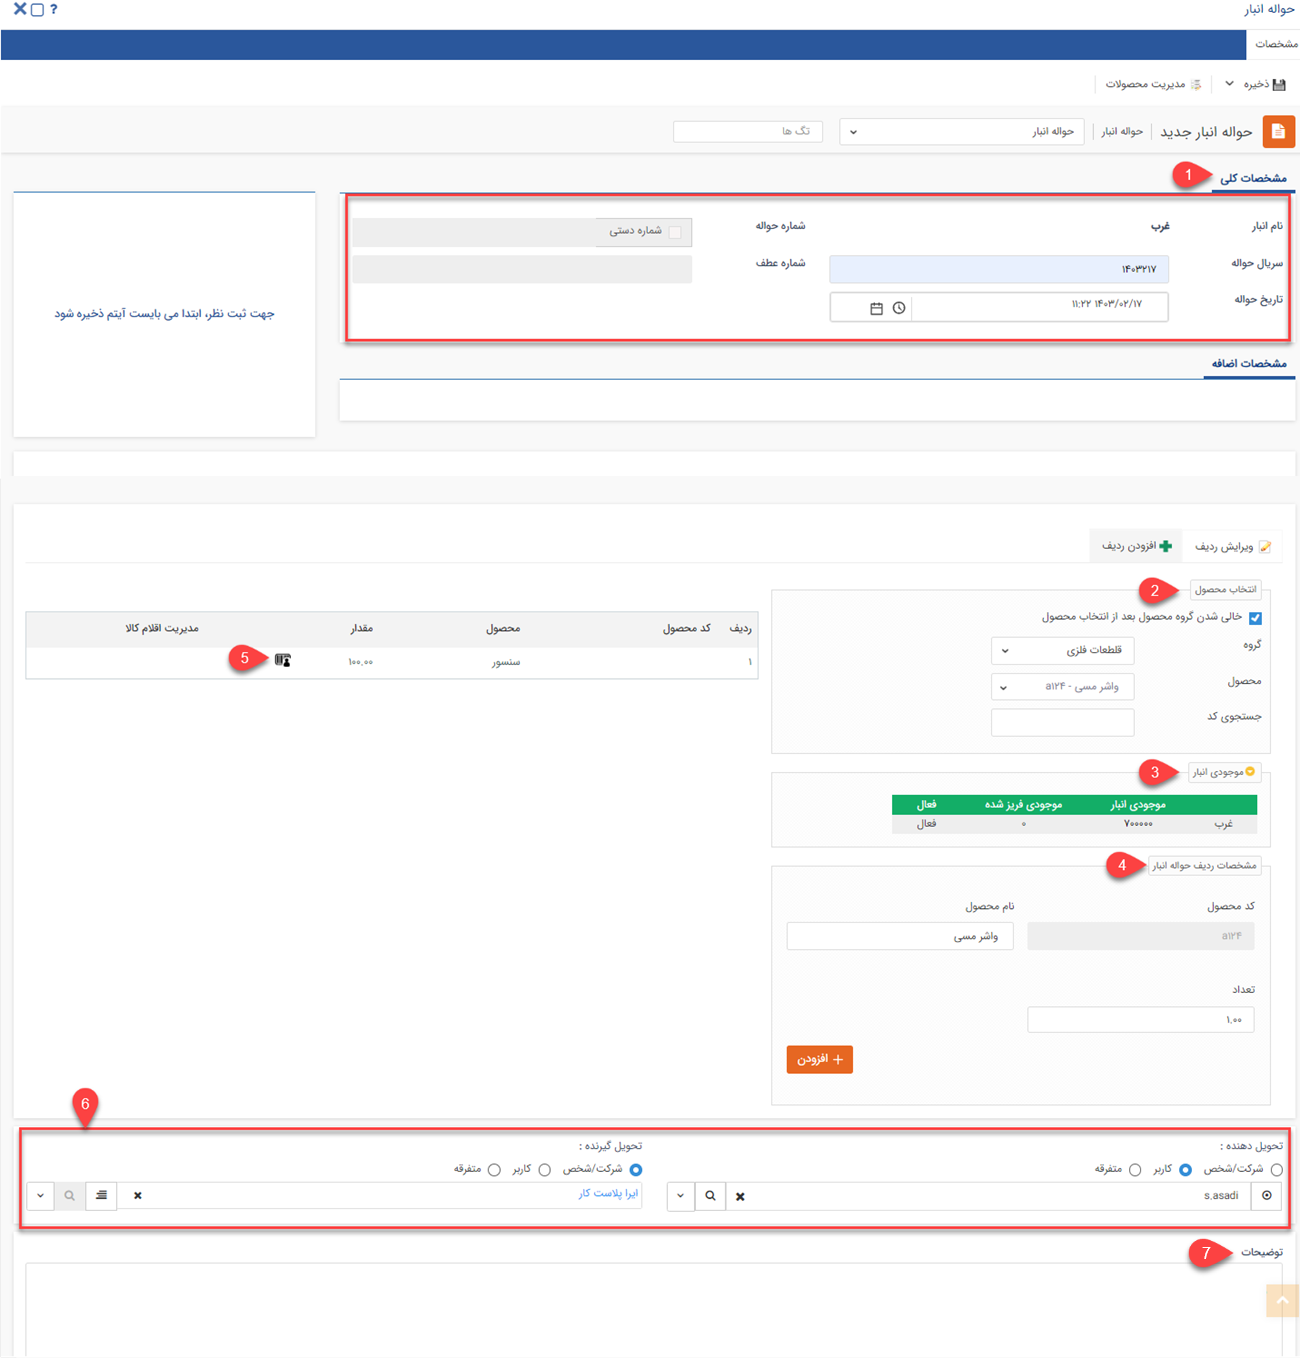 حواله انبار
?
مشخصات
ذخیره
مدیریت محصولات
حواله انبار جدید
حواله انبار
حواله انبار
تگ ها
مشخصات کلی
1
نام انبار
غرب
شماره حواله
شماره دستی
سریال حواله
۱۴۰۳۲۱۷
شماره عطف
تاریخ حواله
۱۴۰۳/۰۲/۱۷ ۱۱:۲۲
جهت ثبت نظر، ابتدا می بایست آیتم ذخیره شود
مشخصات اضافه
ویرایش ردیف
افزودن ردیف
انتخاب محصول
2
خالی شدن گروه محصول بعد از انتخاب محصول
گروه
قلطعات فلزی
محصول
واشر مسی - a۱۲۴
جستجوی کد
ردیف
کد محصول
محصول
مقدار
مدیریت اقلام کالا
۱
سنسور
۱۰۰.۰۰
5
موجودی انبار
3
موجودی انبار
موجودی فریز شده
فعال
غرب
۷۰۰۰۰۰
۰
فعال
مشخصات ردیف حواله انبار
4
کد محصول
نام محصول
a۱۲۴
واشر مسی
تعداد
۱.۰۰
افزودن
6
تحویل دهنده :
شرکت/شخص
کاربر
متفرقه
s.asadi
تحویل گیرنده :
شرکت/شخص
کاربر
متفرقه
ایرا پلاست کار
توضیحات
7